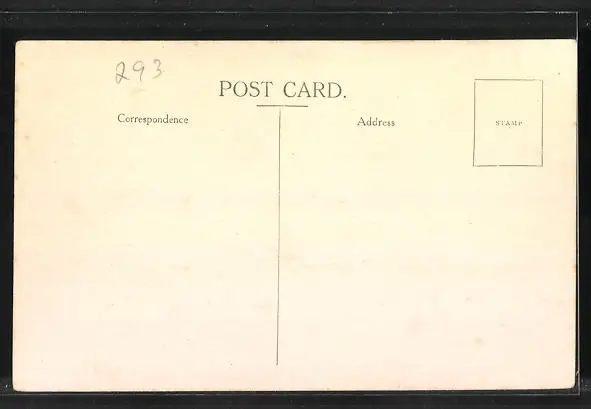 293
POST CARD.
Correspondence
Address
STAMP